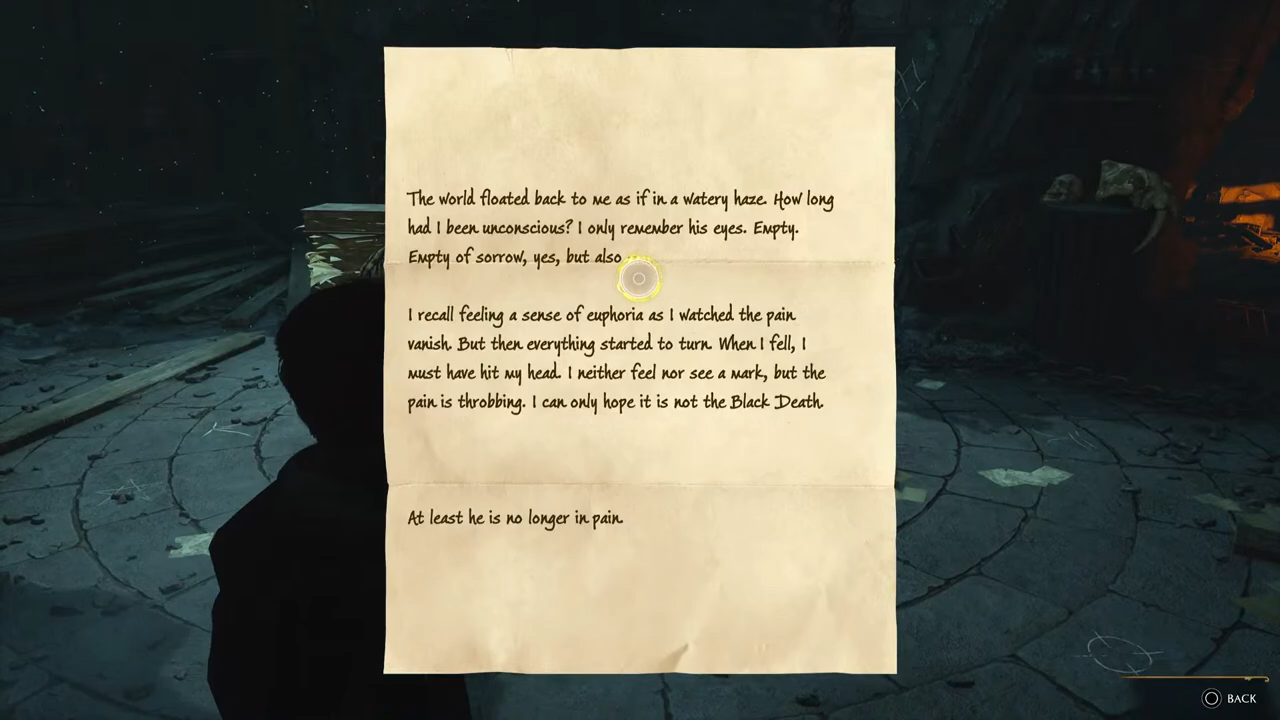 The world floated back to me as if in a watery haze. How long
had I been unconscious? I only remember his eyes. Empty.
Empty of sorrow, yes, but also
I recall feeling a sense of euphoria as I watched the pain
vanish. But then everything started to turn. When I fell, I
must have hit my head. I neither feel nor see a mark, but the
pain is throbbing. I can only hope it is not the Black Death.
At least he is no longer in pain.
BACK